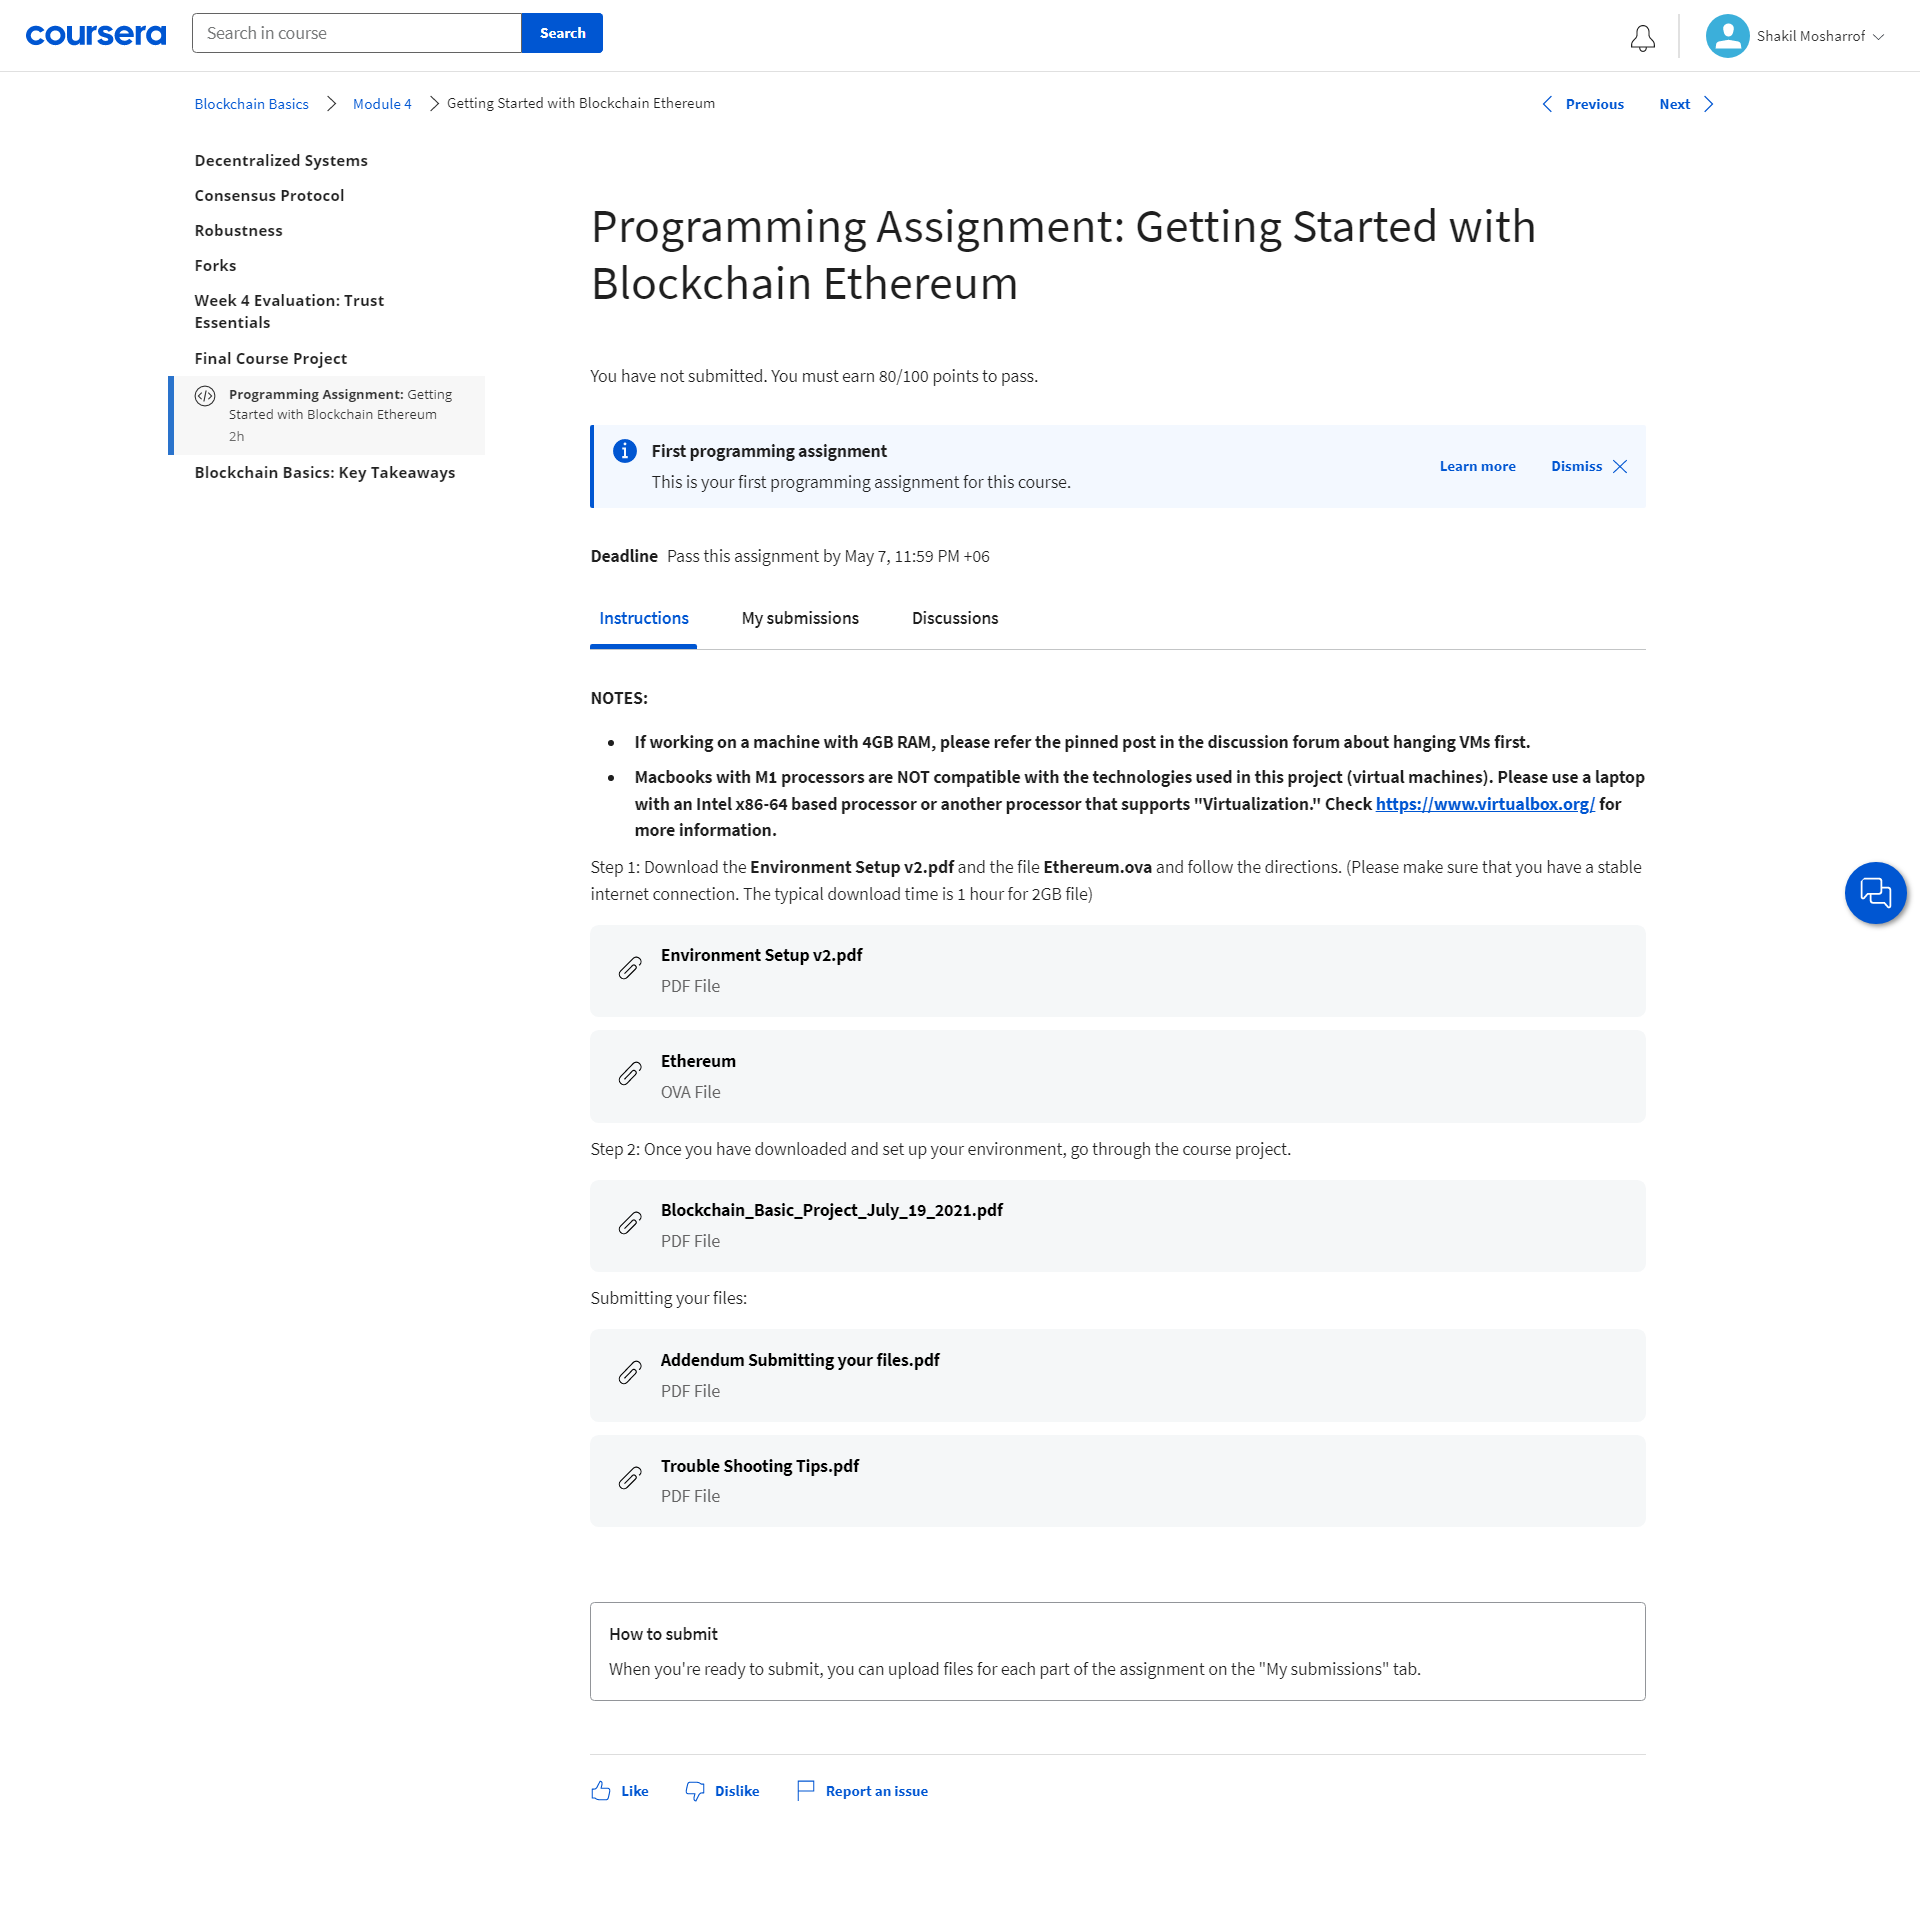 coursera
Search in course
Search
Shakil Mosharrof
Blockchain Basics
Module 4
Getting Started with Blockchain Ethereum
Previous
Next
Decentralized Systems
Consensus Protocol
Robustness
Forks
Week 4 Evaluation: Trust
Essentials
Final Course Project
Programming Assignment: Getting
Started with Blockchain Ethereum
2h
Blockchain Basics: Key Takeaways
Programming Assignment: Getting Started with
Blockchain Ethereum
You have not submitted. You must earn 80/100 points to pass.
First programming assignment
This is your first programming assignment for this course.
Learn more
Dismiss
Deadline Pass this assignment by May 7, 11:59 PM +06
Instructions
My submissions
Discussions
NOTES:
If working on a machine with 4GB RAM, please refer the pinned post in the discussion forum about hanging VMs first.
Macbooks with M1 processors are NOT compatible with the technologies used in this project (virtual machines). Please use a laptop
with an Intel x86-64 based processor or another processor that supports "Virtualization." Check https://www.virtualbox.org/ for
more information.
Step 1: Download the Environment Setup v2.pdf and the file Ethereum.ova and follow the directions. (Please make sure that you have a stable
internet connection. The typical download time is 1 hour for 2GB file)
Environment Setup v2.pdf
PDF File
Ethereum
OVA File
Step 2: Once you have downloaded and set up your environment, go through the course project.
Blockchain_Basic_Project_July_19_2021.pdf
PDF File
Submitting your files:
Addendum Submitting your files.pdf
PDF File
Trouble Shooting Tips.pdf
PDF File
How to submit
When you're ready to submit, you can upload files for each part of the assignment on the "My submissions" tab.
Like
Dislike
Report an issue